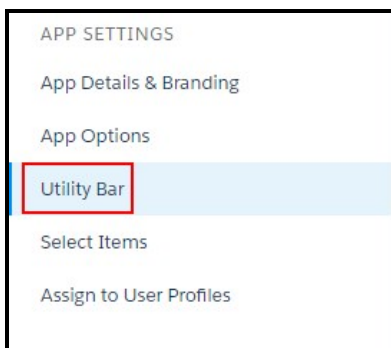 APP SETTINGS
App Details & Branding
App Options
Utility Bar
Select Items
Assign to User Profiles